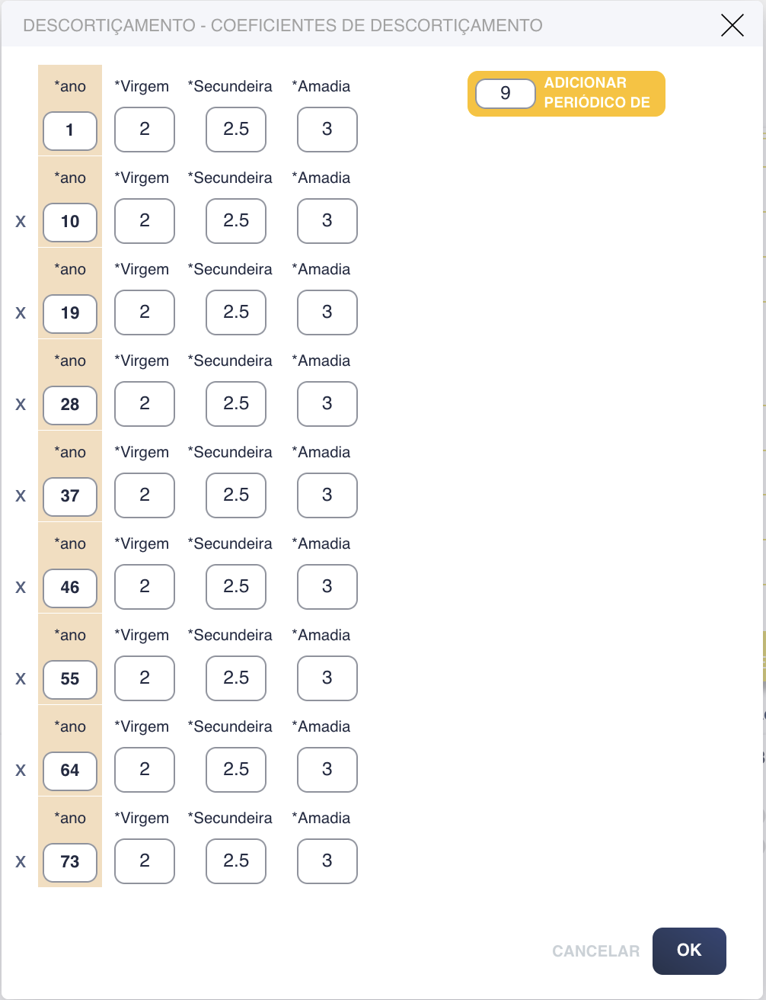 DESCORTIÇAMENTO - COEFICIENTES DE DESCORTIÇAMENTO
*ano *Virgem *Secundeira *Amadia
1 2 2.5 3
9 ADICIONAR
PERIÓDICO DE
*ano *Virgem *Secundeira *Amadia
X 10 2 2.5 3
*ano *Virgem *Secundeira *Amadia
X 19 2 2.5 3
*ano *Virgem *Secundeira *Amadia
X 28 2 2.5 3
*ano *Virgem *Secundeira *Amadia
X 37 2 2.5 3
*ano *Virgem *Secundeira *Amadia
X 46 2 2.5 3
*ano *Virgem *Secundeira *Amadia
X 55 2 2.5 3
*ano *Virgem *Secundeira *Amadia
X 64 2 2.5 3
*ano *Virgem *Secundeira *Amadia
X 73 2 2.5 3
CANCELAR OK